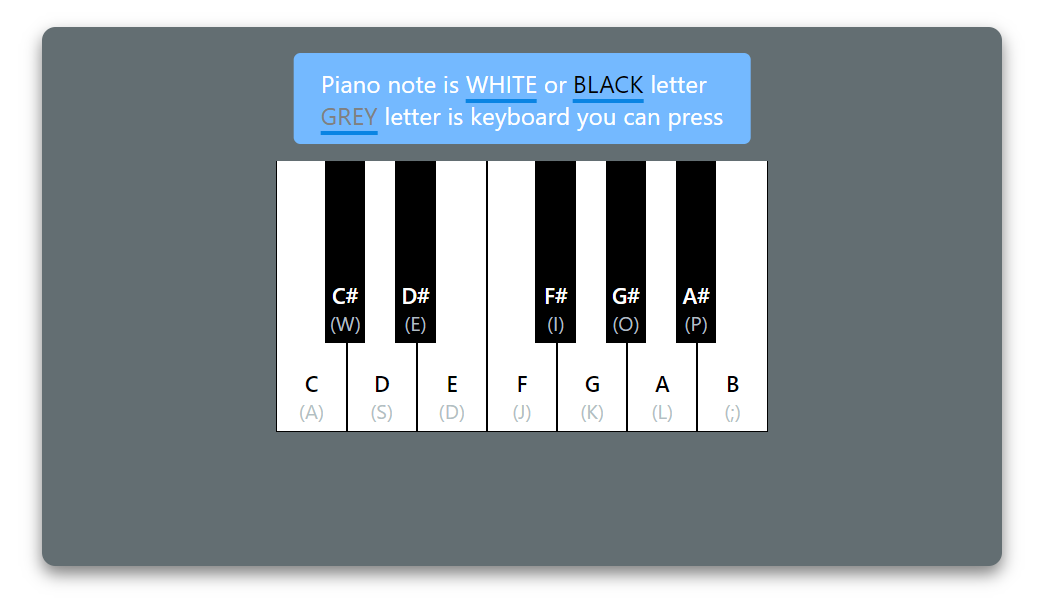 Piano note is WHITE or BLACK letter
GREY letter is keyboard you can press
C# D# F# G# A#
(W) (E) (I) (O) (P)
C D E F G A B
(A) (S) (D) (J) (K) (L) (;)